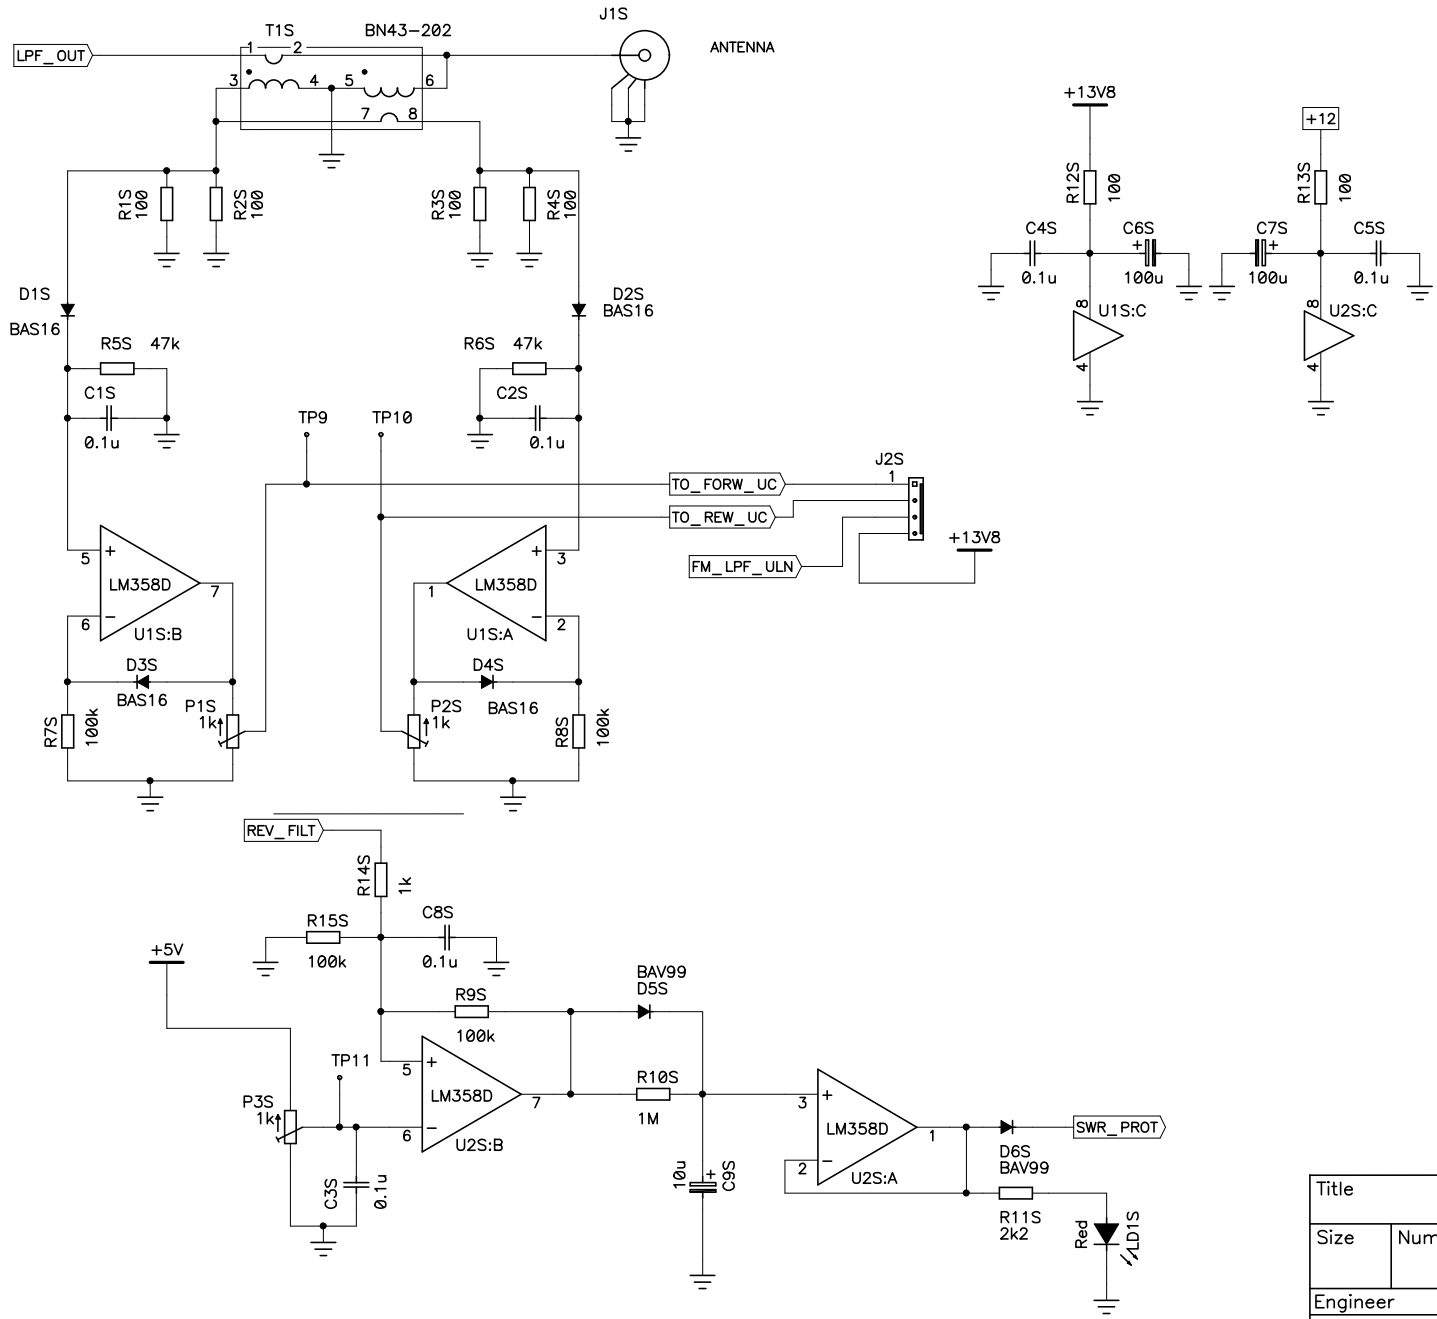 J1S
T1S
BN43-202
LPF_OUT
1
2
ANTENNA
3
4
5
6
7
8
+13V8
+12
R1S
100
R2S
100
R3S
100
R4S
100
R12S
100
R13S
100
C4S
0.1u
C6S
+
100u
C7S
+
100u
C5S
0.1u
D1S
BAS16
D2S
BAS16
8
U1S:C
4
8
U2S:C
4
R5S
47k
R6S
47k
C1S
0.1u
C2S
0.1u
TP9
TP10
J2S
1
TO_FORW_UC
TO_REW_UC
+13V8
FM_LPF_ULN
5
+
LM358D
7
6
−
U1S:B
+
3
1
LM358D
−
2
U1S:A
D3S
BAS16
D4S
BAS16
R7S
100k
P1S
1k
P2S
1k
R8S
100k
REV_FILT
R14S
1k
R15S
100k
C8S
0.1u
+5V
BAV99
D5S
R9S
100k
TP11
5
+
LM358D
7
6
−
U2S:B
R10S
1M
P3S
1k
C3S
0.1u
10u
+
C9S
3
+
LM358D
1
2
−
U2S:A
SWR_PROT
D6S
BAV99
R11S
2k2
Red
LD1S
Title
Size
Num
Engineer